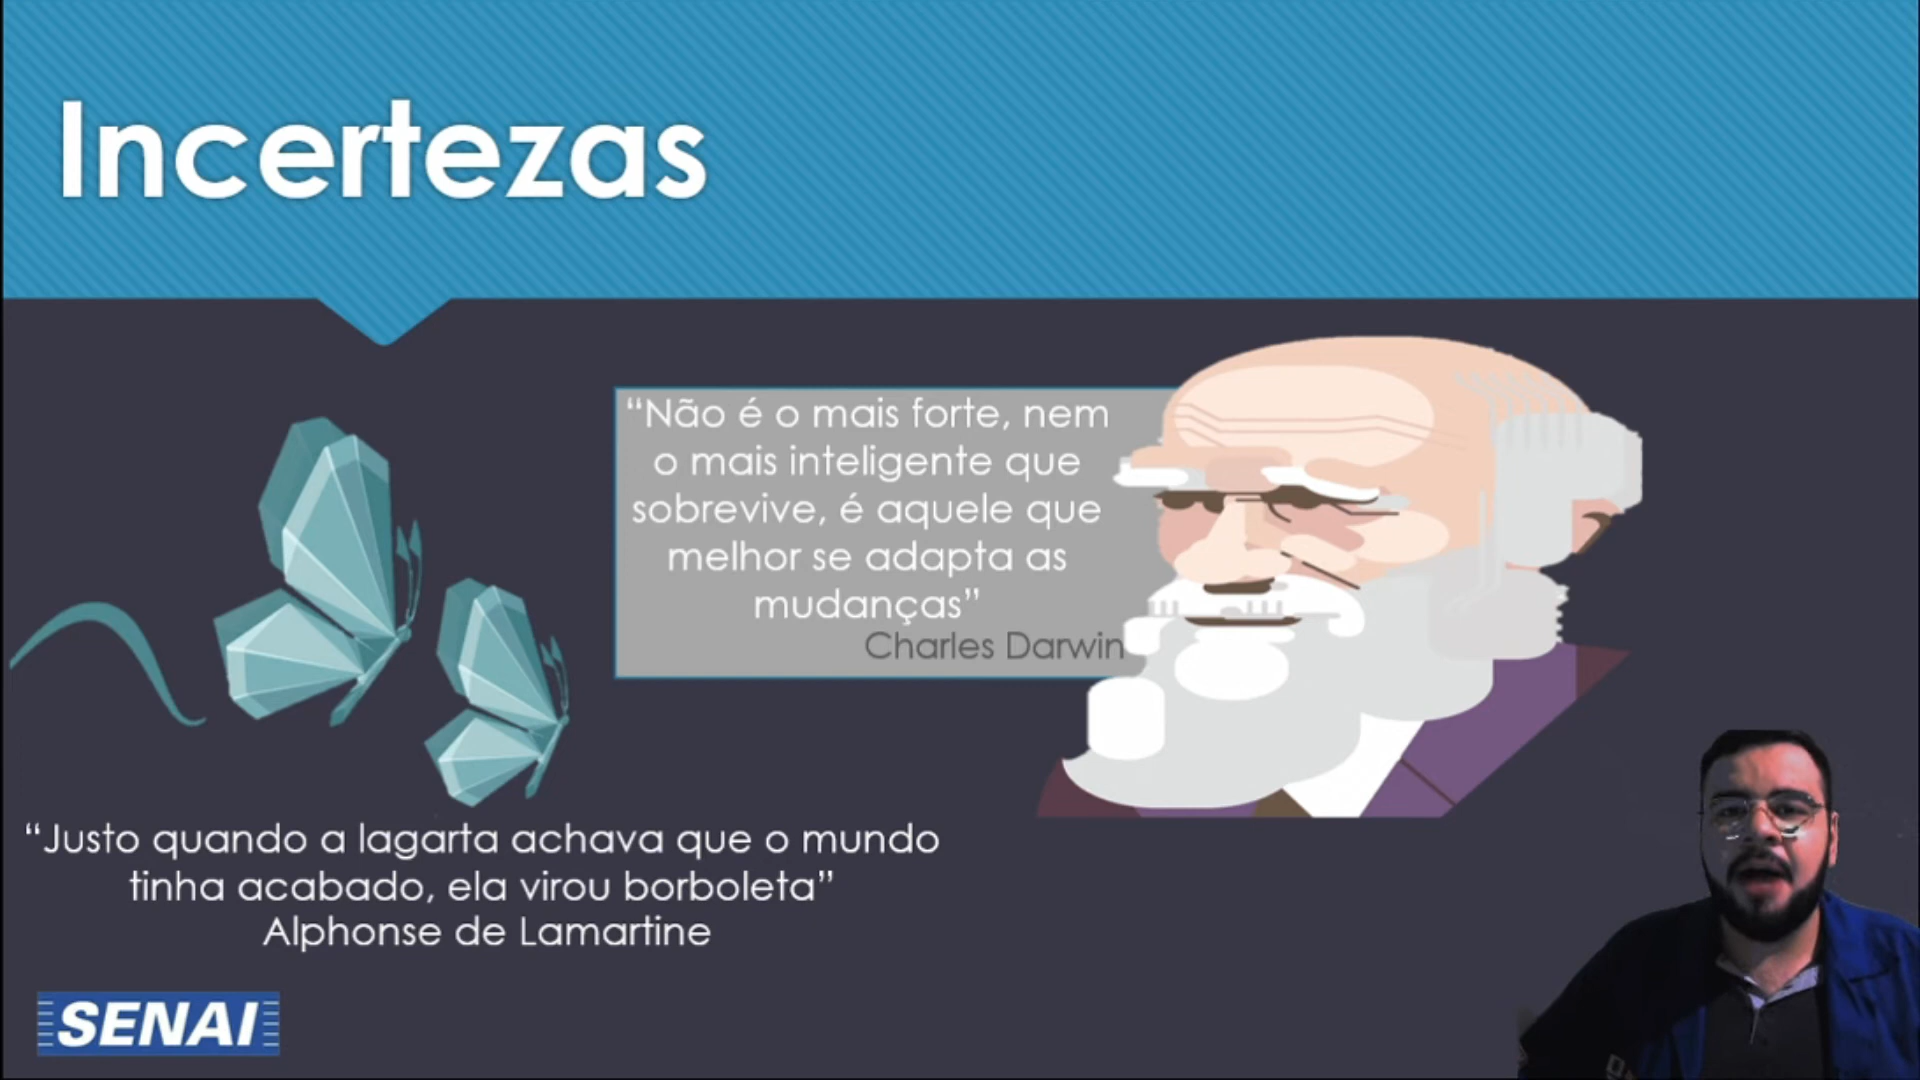 Incertezas
“Não é o mais forte, nem
o mais inteligente que
sobrevive, é aquele que
melhor se adapta as
mudanças”
Charles Darwin
“Justo quando a lagarta achava que o mundo
tinha acabado, ela virou borboleta”
Alphonse de Lamartine
SENAI